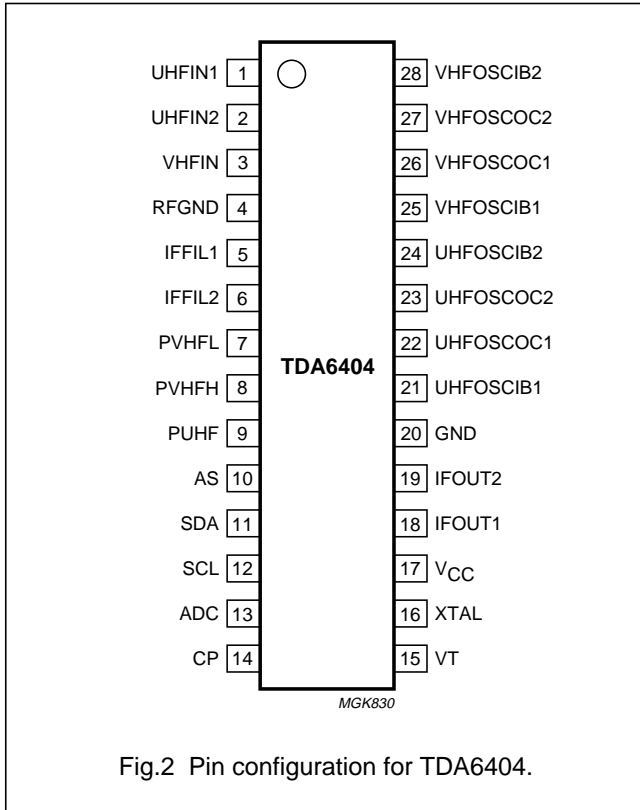 UHFIN1 1 28 VHFOSCIB2
UHFIN2 2 27 VHFOSCOC2
VHFIN 3 26 VHFOSCOC1
RFGND 4 25 VHFOSCIB1
IFFIL1 5 24 UHFOSCIB2
IFFIL2 6 23 UHFOSCOC2
PVHFL 7 22 UHFOSCOC1
TDA6404
PVHFH 8 21 UHFOSCIB1
PUHF 9 20 GND
AS 10 19 IFOUT2
SDA 11 18 IFOUT1
SCL 12 17 VCC
ADC 13 16 XTAL
CP 14 15 VT
MGK830
Fig.2 Pin configuration for TDA6404.